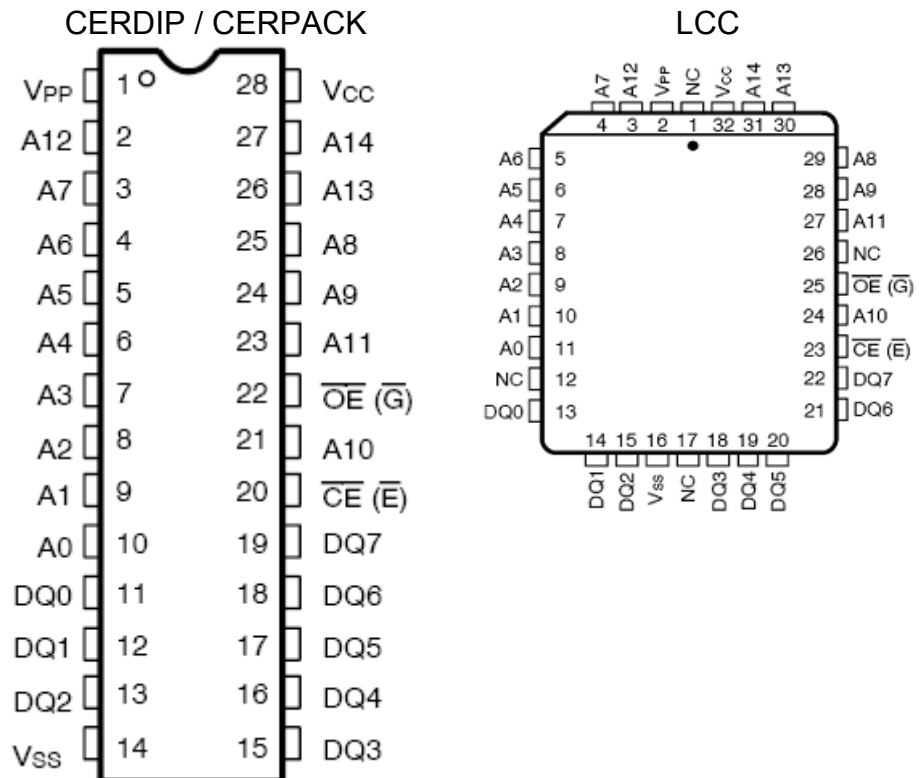 CERDIP / CERPACK
VPP 1 28 VCC
A12 2 27 A14
A7 3 26 A13
A6 4 25 A8
A5 5 24 A9
A4 6 23 A11
A3 7 22 O̅E̅ (G̅)
A2 8 21 A10
A1 9 20 C̅E̅ (E̅)
A0 10 19 DQ7
DQ0 11 18 DQ6
DQ1 12 17 DQ5
DQ2 13 16 DQ4
VSS 14 15 DQ3
LCC
A7 A12 VPP NC VCC A14 A13
4 3 2 1 32 31 30
A6 5 29 A8
A5 6 28 A9
A4 7 27 A11
A3 8 26 NC
A2 9 25 O̅E̅ (G̅)
A1 10 24 A10
A0 11 23 C̅E̅ (E̅)
NC 12 22 DQ7
DQ0 13 21 DQ6
14 15 16 17 18 19 20
DQ1 DQ2 VSS NC DQ3 DQ4 DQ5